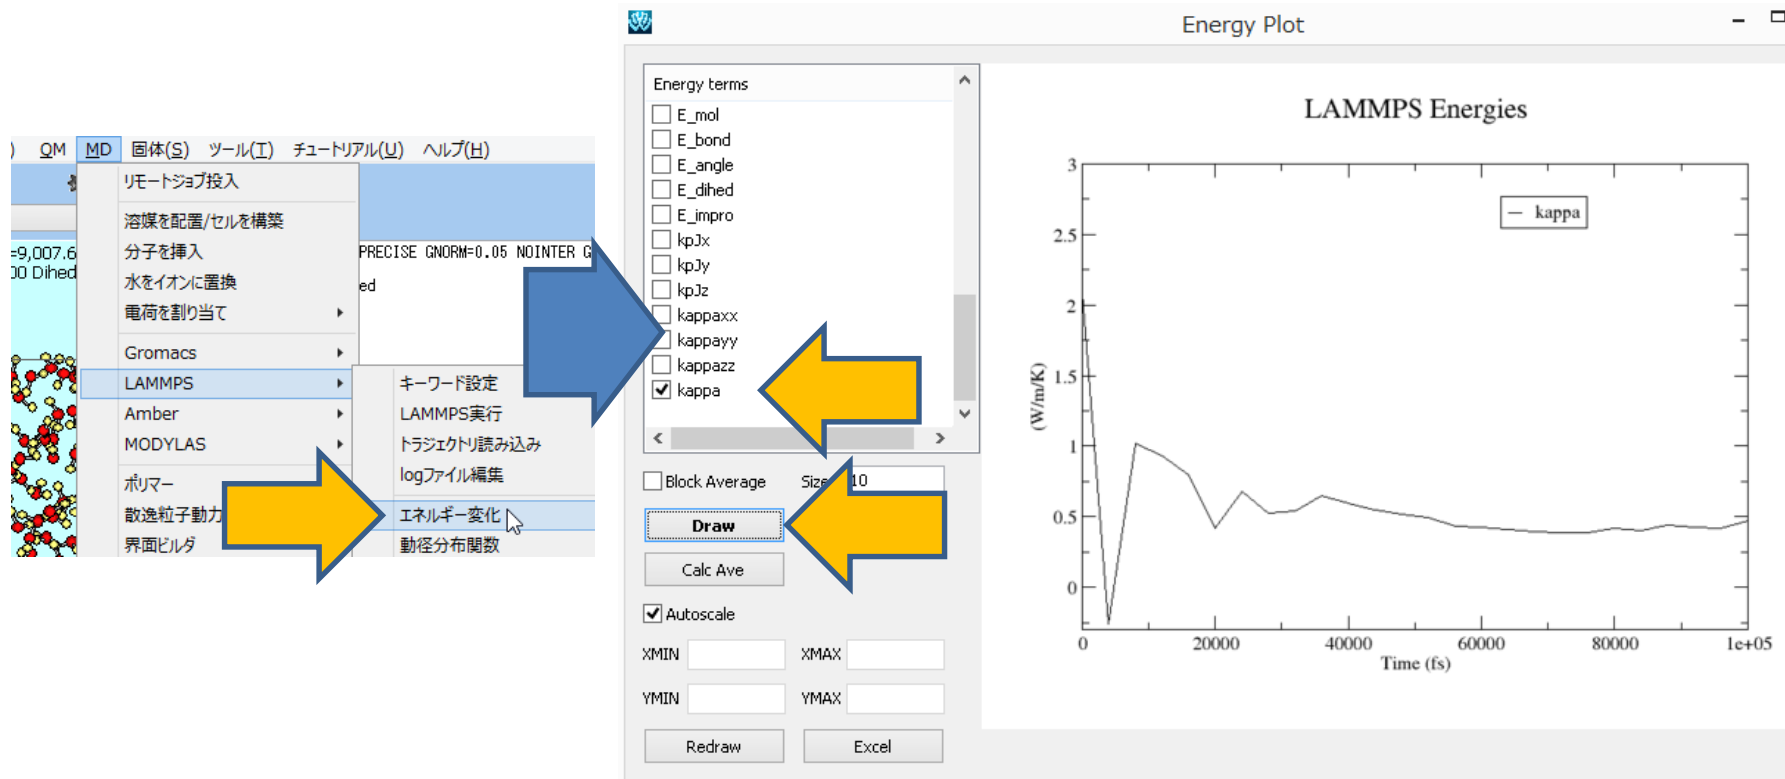 QM MD 固体(S) ツール(T) チュートリアル(U) ヘルプ(H)
リモートジョブ投入
溶媒を配置/セルを構築
分子を挿入
水をイオンに置換
電荷を割り当て
Gromacs
LAMMPS
Amber
MODYLAS
ポリマー
散逸粒子動力
界面ビルダ
=9,007.6
00 Dihed
PRECISE GNORM=0.05 NOINTER G
ed
キーワード設定
LAMMPS実行
トラジェクトリ読み込み
logファイル編集
エネルギー変化
動径分布関数
Energy Plot
Energy terms
E_mol
E_bond
E_angle
E_dihed
E_impro
kpJx
kpJy
kpJz
kappaxx
kappayy
kappazz
kappa
Block Average Size 10
Draw
Calc Ave
Autoscale
XMIN XMAX
YMIN YMAX
Redraw Excel
LAMMPS Energies
kappa
3
2.5
2
1.5
1
0.5
0
(W/m/K)
0 20000 40000 60000 80000 1e+05
Time (fs)